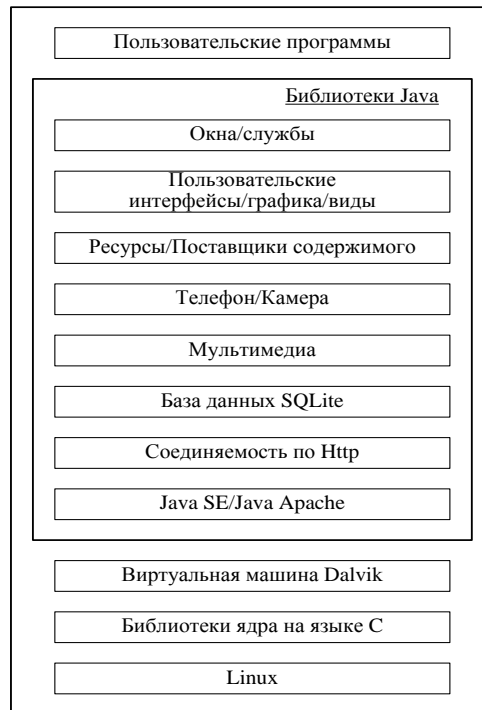 Пользовательские программы
Библиотеки Java
Окна/службы
Пользовательские
интерфейсы/графика/виды
Ресурсы/Поставщики содержимого
Телефон/Камера
Мультимедиа
База данных SQLite
Соединяемость по Http
Java SE/Java Apache
Виртуальная машина Dalvik
Библиотеки ядра на языке C
Linux